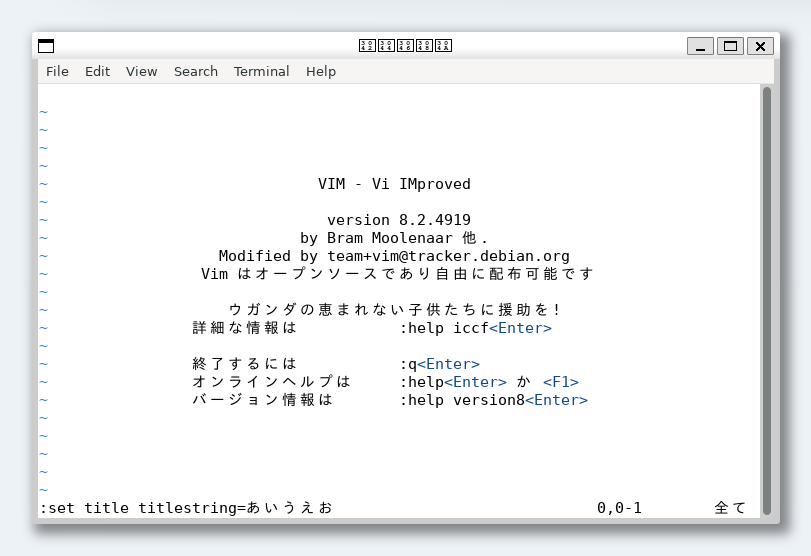 File Edit View Search Terminal Help
~
~
~
~
~ VIM - Vi IMproved
~
~ version 8.2.4919
~ by Bram Moolenaar 他.
~ Modified by team+vim@tracker.debian.org
~ Vim はオープンソースであり自由に配布可能です
~
~ ウガンダの恵まれない子供たちに援助を!
~ 詳細な情報は :help iccf<Enter>
~
~ 終了するには :q<Enter>
~ オンラインヘルプは :help<Enter> か <F1>
~ バージョン情報は :help version8<Enter>
~
~
~
~
~
:set title titlestring=あいうえお 0,0-1 全て